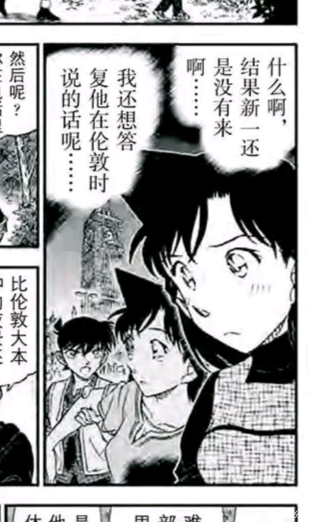 什么啊，
结果新一还
是没有来
啊……
我还想答
复他在伦敦时
说的话呢……
然后呢？
比伦敦大本